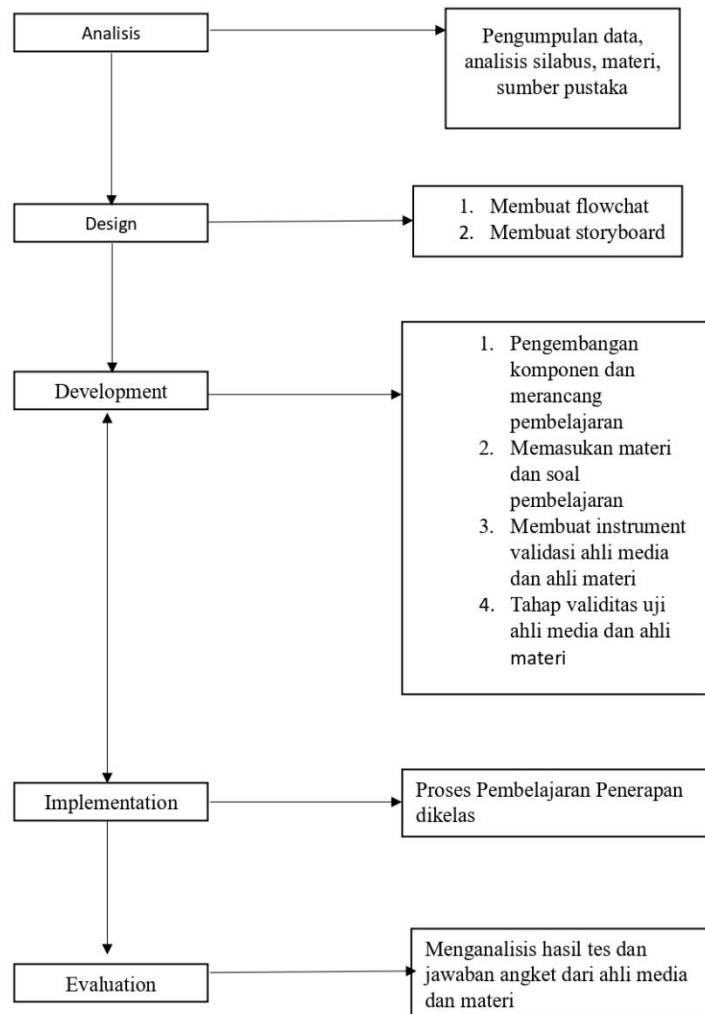 Analisis
Pengumpulan data,
analisis silabus, materi,
sumber pustaka
Design
1. Membuat flowchat
2. Membuat storyboard
Development
1. Pengembangan
komponen dan
merancang
pembelajaran
2. Memasukan materi
dan soal
pembelajaran
3. Membuat instrument
validasi ahli media
dan ahli materi
4. Tahap validitas uji
ahli media dan ahli
materi
Implementation
Proses Pembelajaran Penerapan
dikelas
Evaluation
Menganalisis hasil tes dan
jawaban angket dari ahli media
dan materi